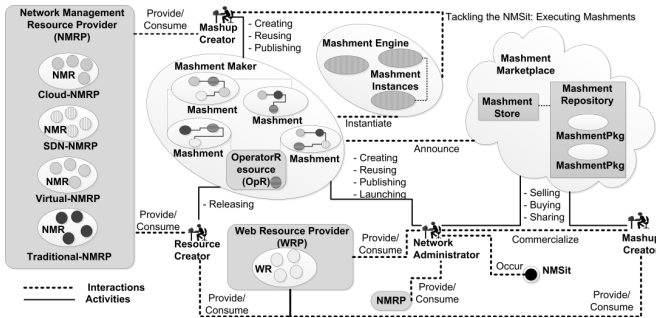 Network Management
Resource Provider
(NMRP)
NMR
Cloud-NMRP
NMR
SDN-NMRP
NMR
Virtual-NMRP
NMR
Traditional-NMRP
Provide/
Consume
Mashup
Creator
- Creating
- Reusing
- Publishing
Tackling the NMSit: Executing Mashments
Mashment Maker
Mashment
Mashment
Mashment
Mashment
OperatorR
esource
(OpR)
Mashment Engine
Mashment
Instances
Instantiate
Announce
Mashment
Marketplace
Mashment
Store
Mashment
Repository
MashmentPkg
MashmentPkg
- Creating
- Reusing
- Publishing
- Launching
- Selling
- Buying
- Sharing
- Releasing
Provide/
Consume
Resource
Creator
Web Resource Provider
(WRP)
WR
Provide/
Consume
Network
Administrator
Commercialize
Mashup
Creator
Occur
NMSit
NMRP
Provide/
Consume
Provide/
Consume
Provide/
Consume
Interactions
Activities